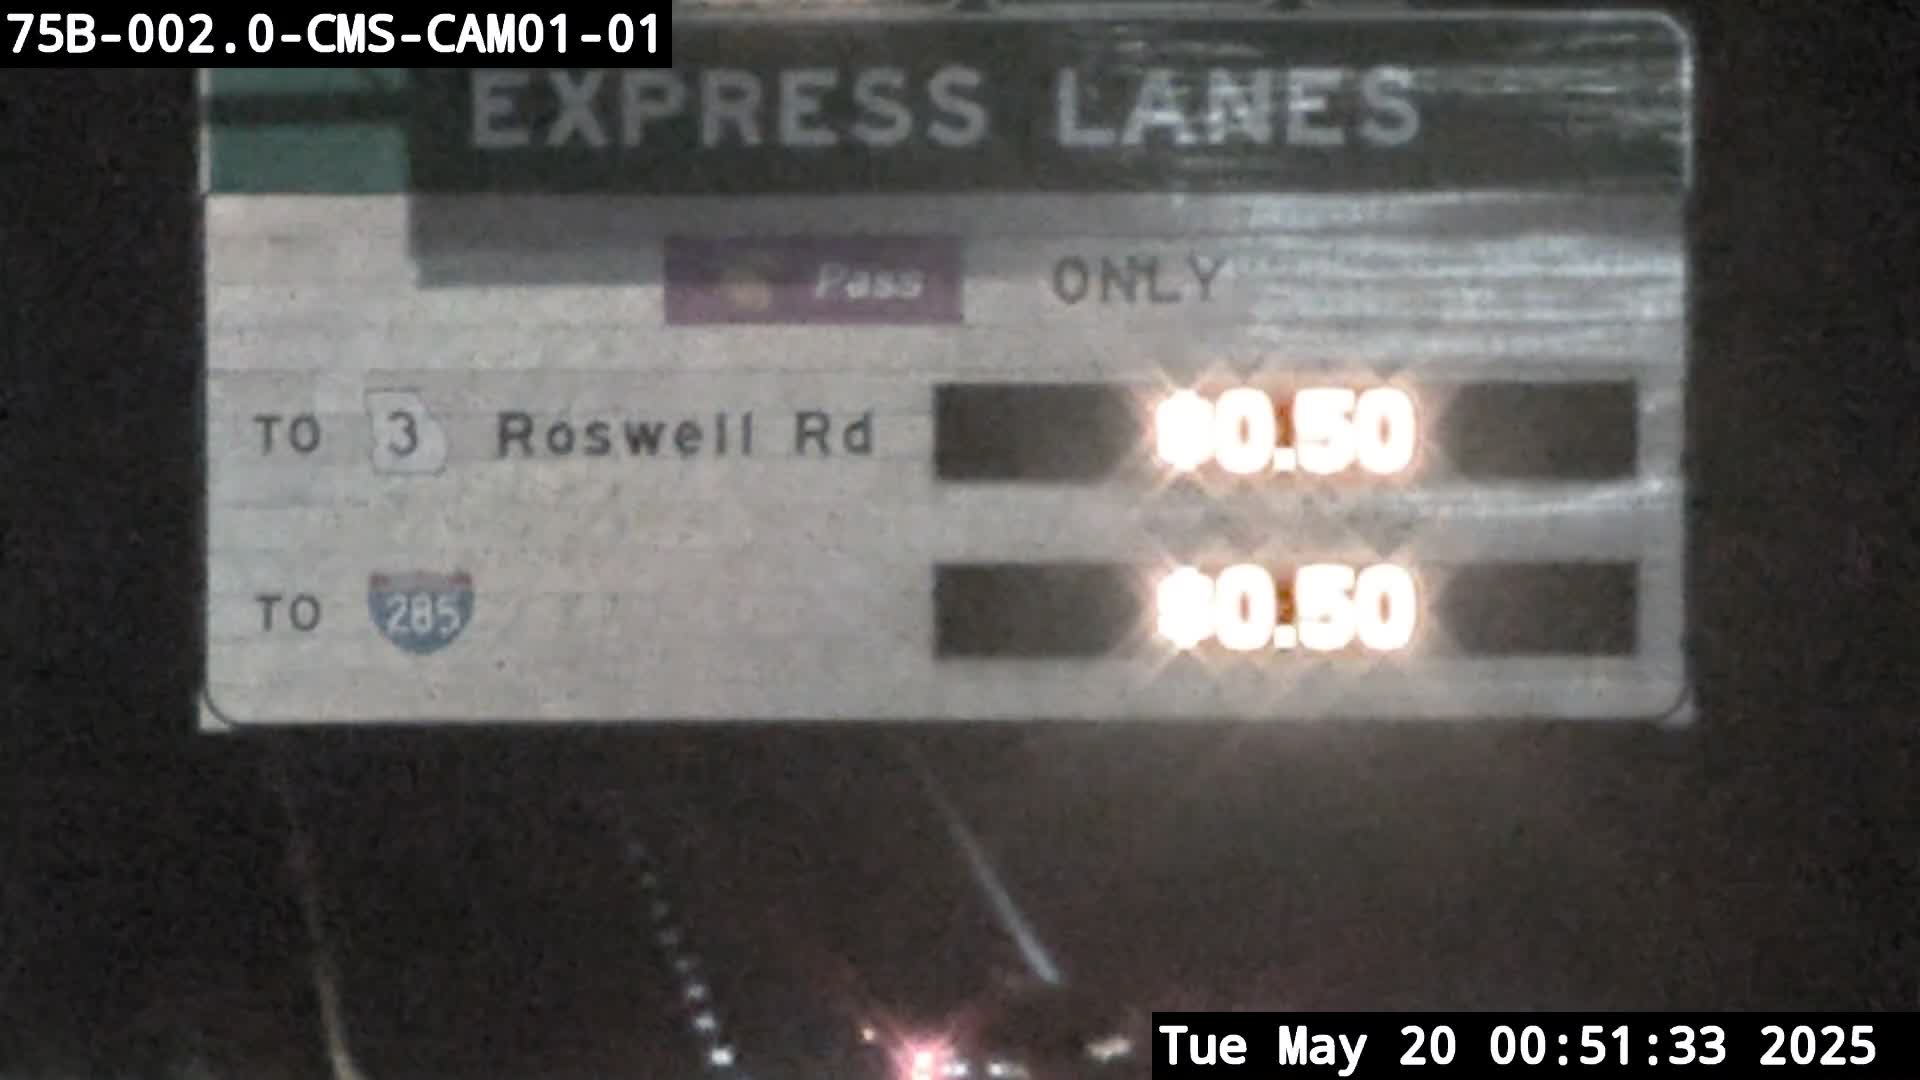 75B-002.0-CMS-CAM01-01
EXPRESS LANES
Pass ONLY
TO 3 Roswell Rd $0.50
TO 285 $0.50
Tue May 20 00:51:33 2025